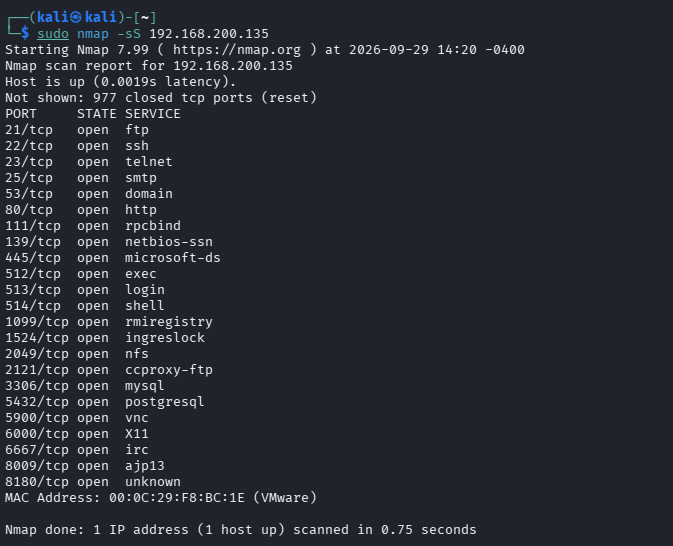 ┌──(kali㉿kali)-[~]
└─$ sudo nmap -sS 192.168.200.135
Starting Nmap 7.99 ( https://nmap.org ) at 2026-09-29 14:20 -0400
Nmap scan report for 192.168.200.135
Host is up (0.0019s latency).
Not shown: 977 closed tcp ports (reset)
PORT     STATE SERVICE
21/tcp   open  ftp
22/tcp   open  ssh
23/tcp   open  telnet
25/tcp   open  smtp
53/tcp   open  domain
80/tcp   open  http
111/tcp  open  rpcbind
139/tcp  open  netbios-ssn
445/tcp  open  microsoft-ds
512/tcp  open  exec
513/tcp  open  login
514/tcp  open  shell
1099/tcp open  rmiregistry
1524/tcp open  ingreslock
2049/tcp open  nfs
2121/tcp open  ccproxy-ftp
3306/tcp open  mysql
5432/tcp open  postgresql
5900/tcp open  vnc
6000/tcp open  X11
6667/tcp open  irc
8009/tcp open  ajp13
8180/tcp open  unknown
MAC Address: 00:0C:29:F8:BC:1E (VMware)

Nmap done: 1 IP address (1 host up) scanned in 0.75 seconds